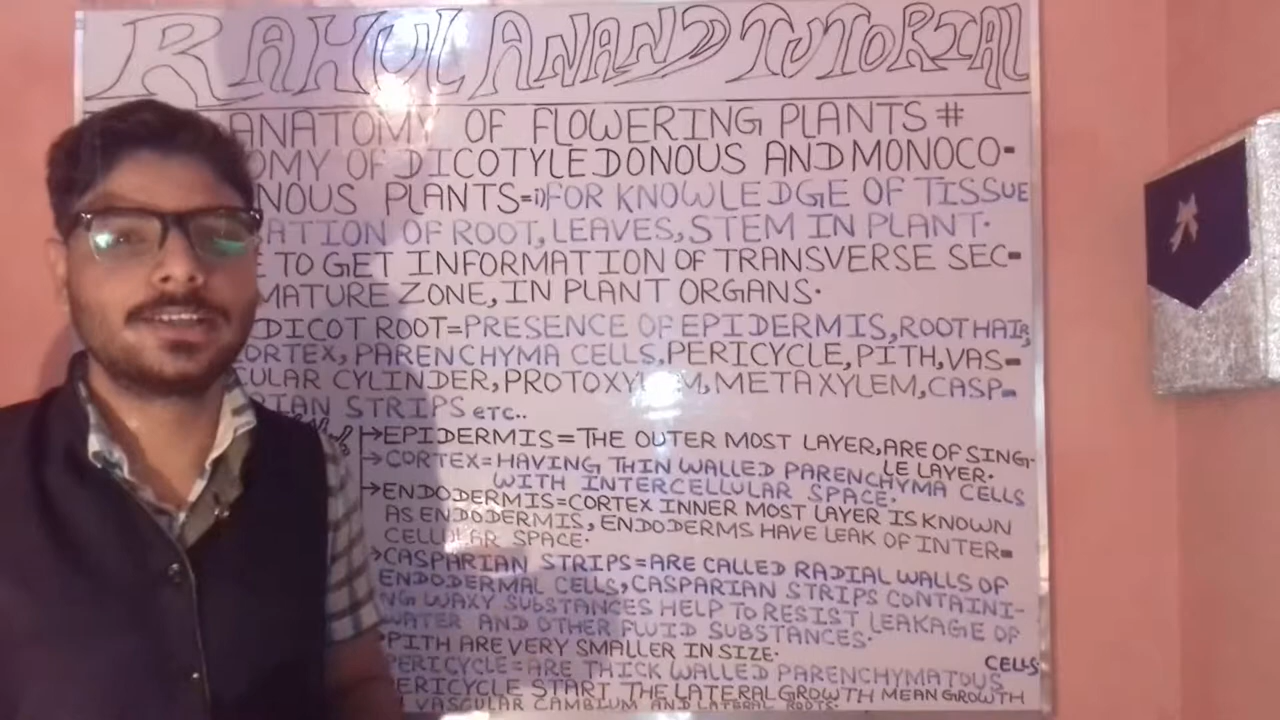 RAHUL ANAND TUTORIAL
ANATOMY OF FLOWERING PLANTS #
OMY OF DICOTYLEDONOUS AND MONOCO-
NOUS PLANTS=i)FOR KNOWLEDGE OF TISSUE
ATION OF ROOT, LEAVES, STEM IN PLANT.
E TO GET INFORMATION OF TRANSVERSE SEC-
MATURE ZONE, IN PLANT ORGANS.
DICOT ROOT=PRESENCE OF EPIDERMIS, ROOT HAIR,
CORTEX, PARENCHYMA CELLS, PERICYCLE, PITH, VAS-
CULAR CYLINDER, PROTOXYLEM, METAXYLEM, CASP-
RIAN STRIPS etc..
→EPIDERMIS=THE OUTER MOST LAYER, ARE OF SING-
LE LAYER.
→CORTEX=HAVING THIN WALLED PARENCHYMA CELLS
WITH INTERCELLULAR SPACE.
→ENDODERMIS=CORTEX INNER MOST LAYER IS KNOWN
AS ENDODERMIS, ENDODERMS HAVE LEAK OF INTER-
CELLULAR SPACE.
→CASPARIAN STRIPS=ARE CALLED RADIAL WALLS OF
ENDODERMAL CELLS, CASPARIAN STRIPS CONTAINI-
NG WAXY SUBSTANCES HELP TO RESIST LEAKAGE OF
WATER AND OTHER FLUID SUBSTANCES.
PITH ARE VERY SMALLER IN SIZE.
PERICYCLE=ARE THICK WALLED PARENCHYMATOUS CELLS
PERICYCLE START THE LATERAL GROWTH MEAN GROWTH
VASCULAR CAMBIUM AND LATERAL ROOTS.